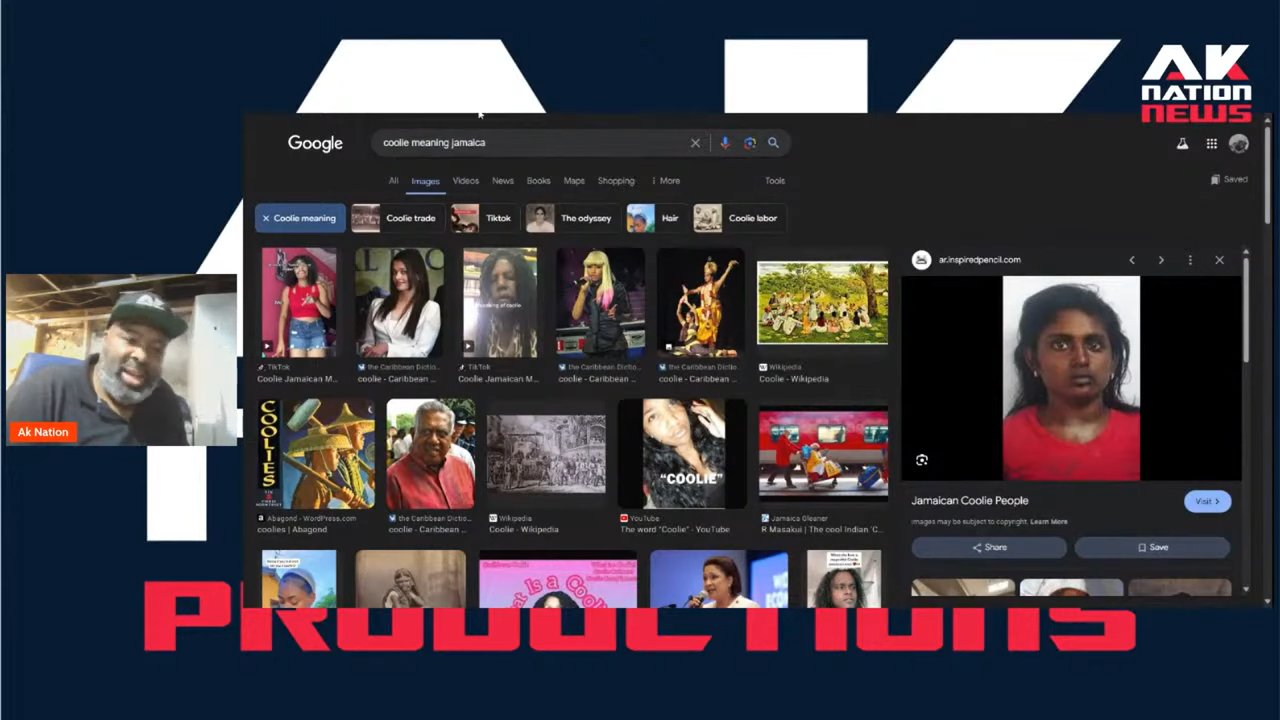 AK
NATION
NEWS
Google
coolie meaning jamaica
All
Images
Videos
News
Books
Maps
Shopping
More
Tools
Saved
Coolie meaning
Coolie trade
Tiktok
The odyssey
Hair
Coolie labor
ar.inspiredpencil.com
TikTok
Coolie Jamaican M...
the Caribbean Dictio...
coolie - Caribbean ...
TikTok
Coolie Jamaican M...
the Caribbean Dictio...
coolie - Caribbean ...
the Caribbean Dictio...
coolie - Caribbean ...
Wikipedia
Coolie - Wikipedia
Ak Nation
COOLIES
"COOLIE"
Abagond - WordPress.com
coolies | Abagond
the Caribbean Dictio...
coolie - Caribbean ...
Wikipedia
Coolie - Wikipedia
YouTube
The word "Coolie" - YouTube
Jamaica Gleaner
R Masakui | The cool Indian 'C...
Jamaican Coolie People
Visit
Images may be subject to copyright. Learn More
Share
Save
PRODUCTIONS